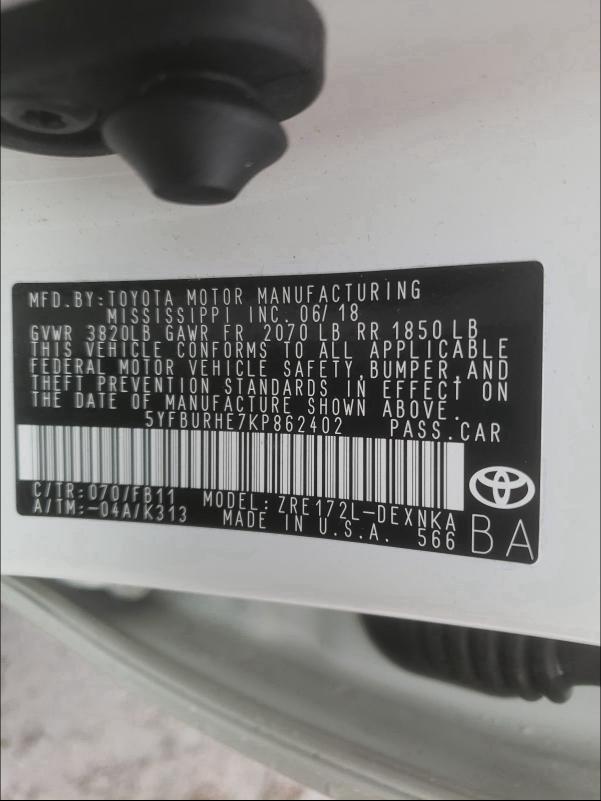 MFD.BY:TOYOTA MOTOR MANUFACTURING
MISSISSIPPI INC. 06/18
GVWR 3820LB GAWR FR 2070 LB RR 1850 LB
THIS VEHICLE CONFORMS TO ALL APPLICABLE
FEDERAL MOTOR VEHICLE SAFETY,BUMPER,AND
THEFT PREVENTION STANDARDS IN EFFECT ON
THE DATE OF MANUFACTURE SHOWN ABOVE.
5YFBURHE7KP862402 PASS.CAR
C/TR:070/FB11 MODEL: ZRE172L-DEXNKA
A/TM:-04A/K313 MADE IN U.S.A. 566
BA